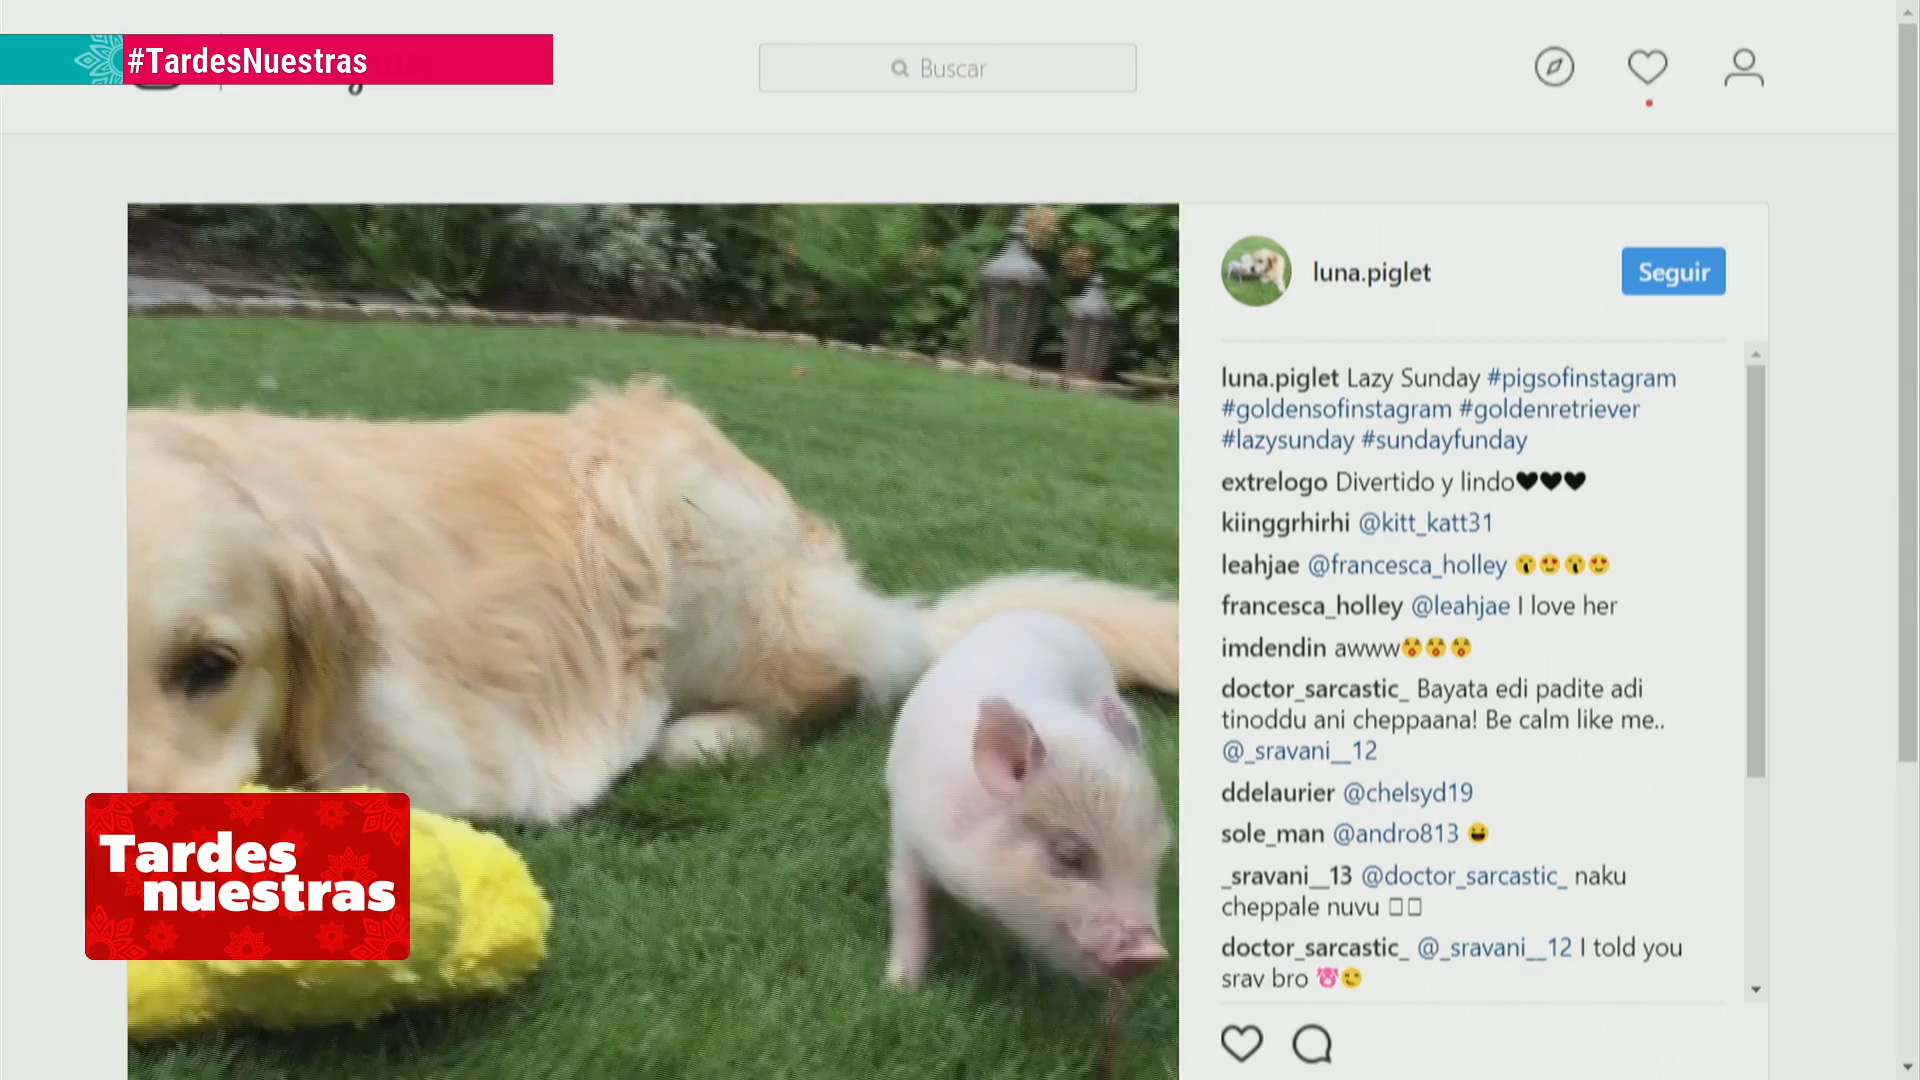 #TardesNuestras
Buscar
luna.piglet
Seguir
luna.piglet Lazy Sunday #pigsofinstagram
#goldensofinstagram #goldenretriever
#lazysunday #sundayfunday
extrelogo Divertido y lindo🖤🖤🖤
kiinggrhirhi @kitt_katt31
leahjae @francesca_holley 😲😍😲😍
francesca_holley @leahjae I love her
imdendin awww😵😵😵
doctor_sarcastic_ Bayata edi padite adi
tinoddu ani cheppaana! Be calm like me..
@_sravani__12
ddelaurier @chelsyd19
sole_man @andro813 😄
_sravani__13 @doctor_sarcastic_ naku
cheppale nuvu □□
doctor_sarcastic_ @_sravani__12 I told you
srav bro 🐷😉
Tardes
nuestras